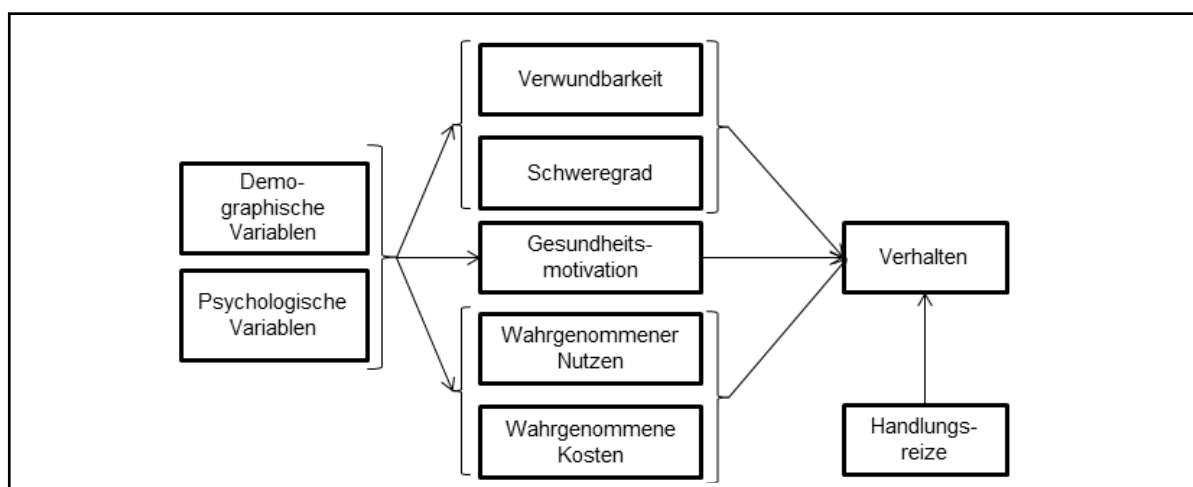 Verwundbarkeit
Schweregrad
Demo-
graphische
Variablen
Psychologische
Variablen
Gesundheits-
motivation
Wahrgenommener
Nutzen
Wahrgenommene
Kosten
Verhalten
Handlungs-
reize